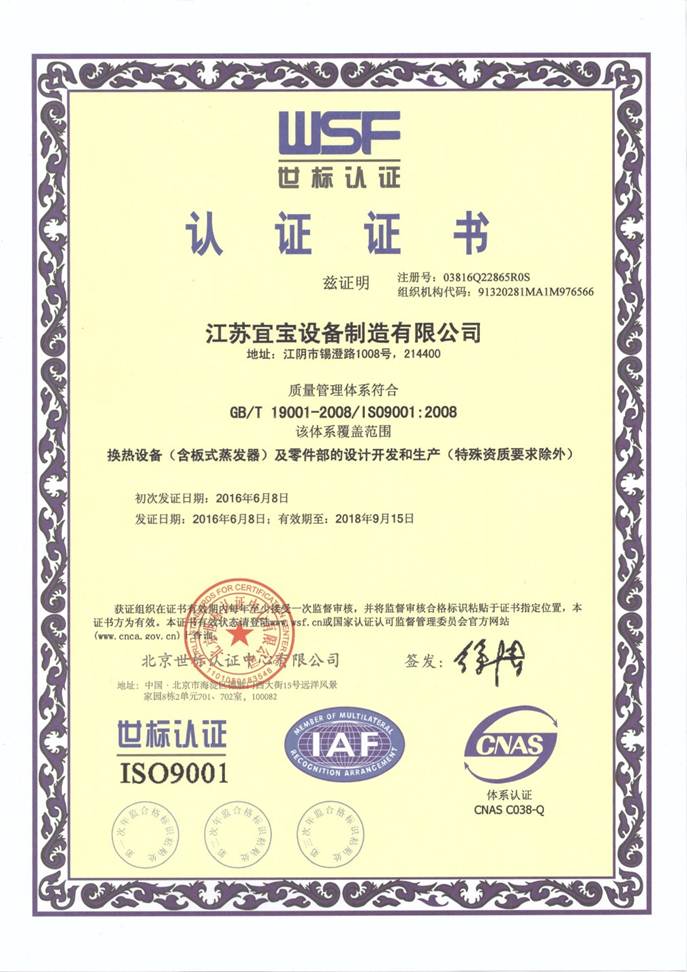 WSF
世标认证
认证证书
兹证明
注册号：03816Q22865R0S
组织机构代码：91320281MA1M976566
江苏宜宝设备制造有限公司
地址：江阴市锡澄路1008号，214400
质量管理体系符合
GB/T 19001-2008/ISO9001:2008
该体系覆盖范围
换热设备（含板式蒸发器）及零件部的设计开发和生产（特殊资质要求除外）
初次发证日期：2016年6月8日
发证日期：2016年6月8日；有效期至：2018年9月15日
获证组织在证书有效期内每年至少接受一次监督审核，并将监督审核合格标识粘贴于证书指定位置，本
证书方为有效。本证书有效状态请登陆www.wsf.cn或国家认证认可监督管理委员会官方网站
(www.cnca.gov.cn)上查询。
北京世标认证中心有限公司
签发：
地址：中国·北京市海淀区德胜门西大街15号远洋风景
家园8栋2单元701、702室，100082
世标认证
ISO9001
MEMBER OF MULTILATERAL
IAF
RECOGNITION ARRANGEMENT
CNAS
体系认证
CNAS C038-Q
第一次年监合格标识粘贴处
第二次年监合格标识粘贴处
第三次年监合格标识粘贴处